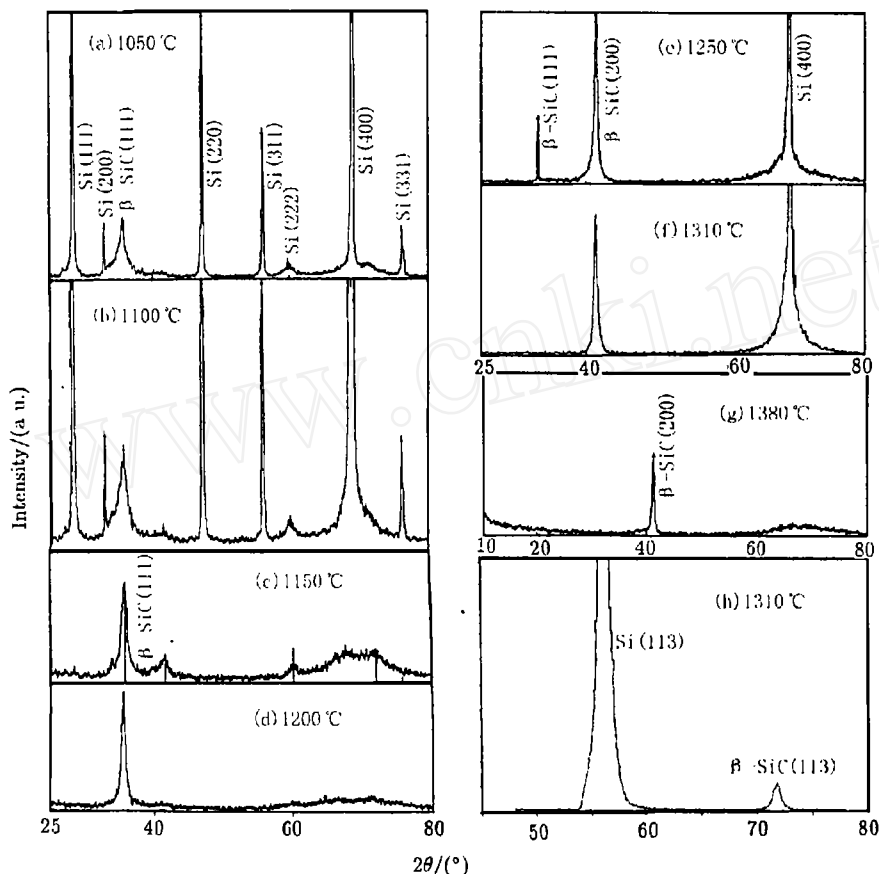 (a) 1050 ℃
Si(111)
Si(200)
β SiC(111)
Si(220)
Si(311)
Si(222)
Si(400)
Si(331)
(b) 1100 ℃
(c) 1150 ℃
β SiC(111)
(d) 1200 ℃
25 40 60 80
(e) 1250 ℃
β-SiC(111)
β SiC(200)
Si(400)
(f) 1310 ℃
25 40 60 80
(g) 1380 ℃
β-SiC(200)
10 20 40 60 80
(h) 1310 ℃
Si(113)
β-SiC(113)
50 60 70 80
Intensity/(a u.)
2θ/(°)
www.cnki.net